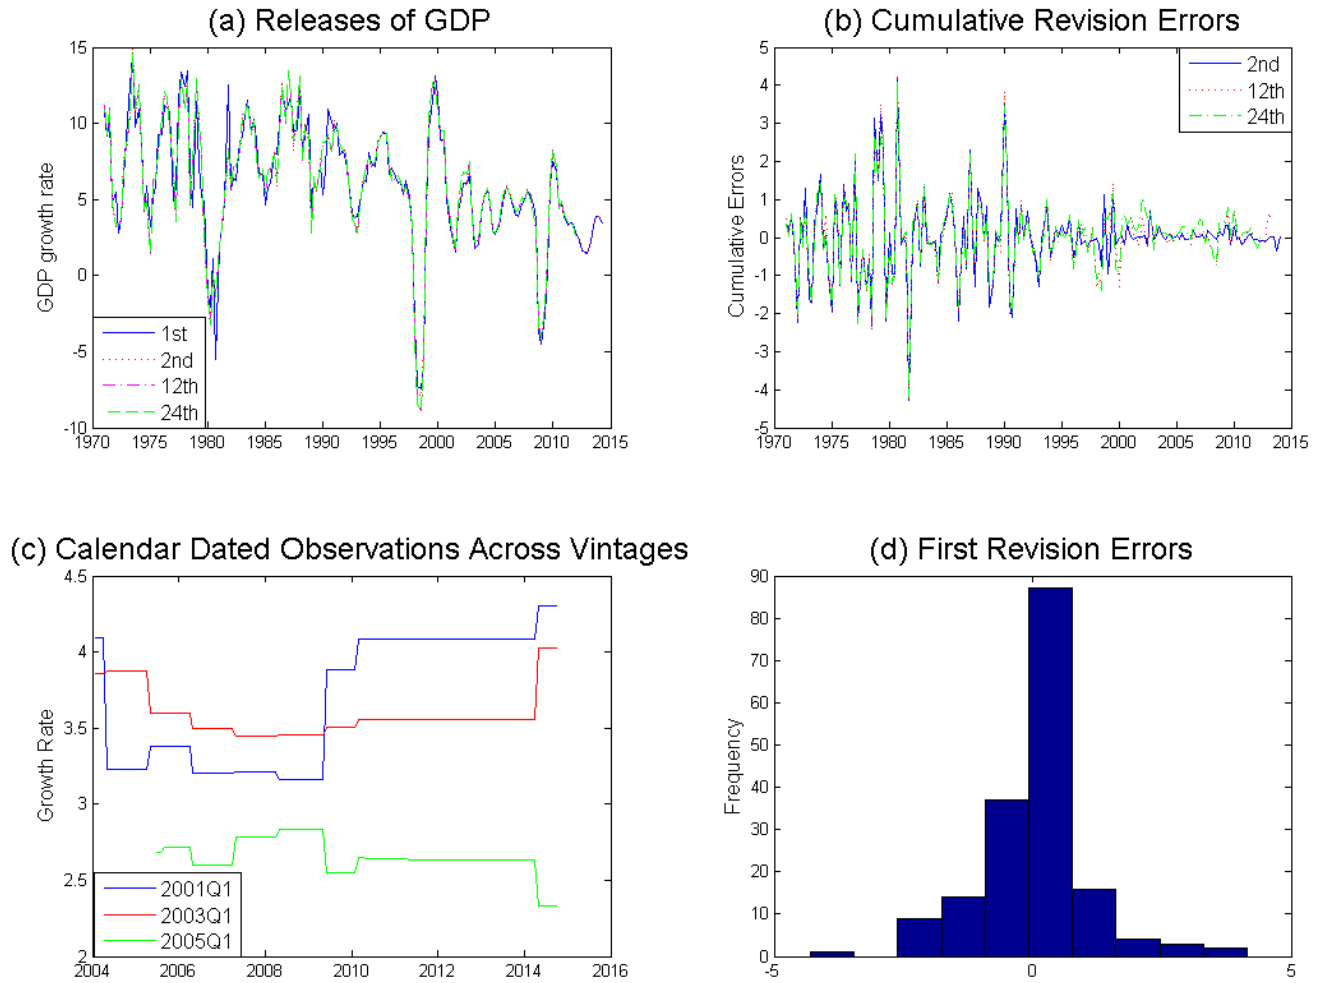 (a) Releases of GDP
15
10
5
0
-5
-10
GDP growth rate
1st
2nd
12th
24th
1970 1975 1980 1985 1990 1995 2000 2005 2010 2015
(b) Cumulative Revision Errors
5
4
3
2
1
0
-1
-2
-3
-4
-5
Cumulative Errors
2nd
12th
24th
1970 1975 1980 1985 1990 1995 2000 2005 2010 2015
(c) Calendar Dated Observations Across Vintages
4.5
4
3.5
3
2.5
2
Growth Rate
2001Q1
2003Q1
2005Q1
2004 2006 2008 2010 2012 2014 2016
(d) First Revision Errors
90
80
70
60
50
40
30
20
10
0
Frequency
-5 0 5